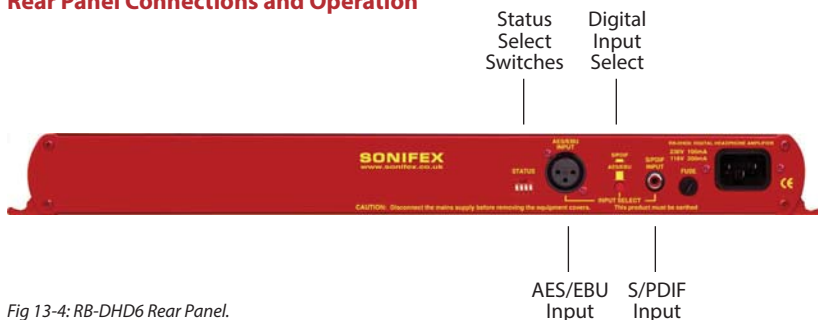 Rear Panel Connections and Operation
Status
Select
Switches
Digital
Input
Select
SONIFEX
www.sonifex.co.uk
STATUS
AES/EBU
INPUT
S/PDIF
AES/EBU
S/PDIF
INPUT
INPUT SELECT
RB-DHD6 DIGITAL HEADPHONE AMPLIFIER
230V 100mA
115V 200mA
FUSE
CE
CAUTION: Disconnect the mains supply before removing the equipment covers.
This product must be earthed
AES/EBU
Input
S/PDIF
Input
Fig 13-4: RB-DHD6 Rear Panel.